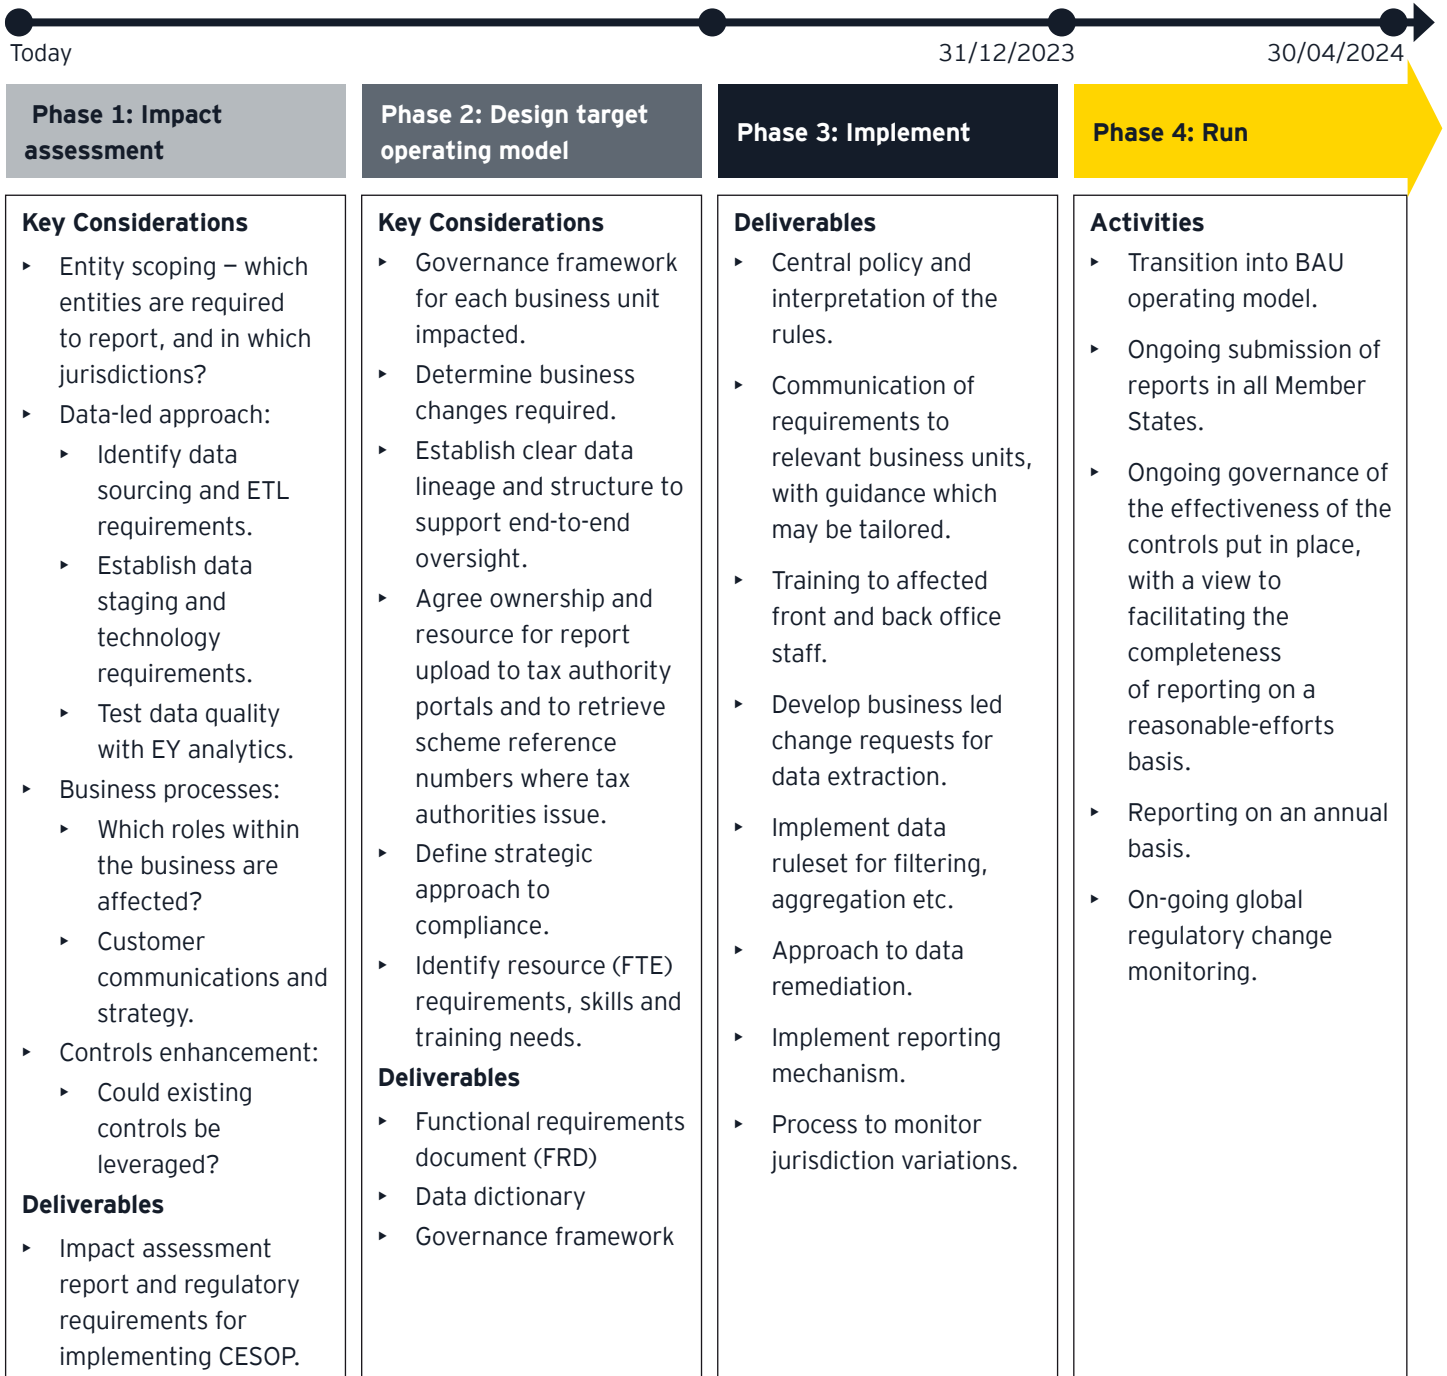 Today
31/12/2023
30/04/2024
Phase 1: Impact
assessment
Phase 2: Design target
operating model
Phase 3: Implement
Phase 4: Run
Key Considerations
▸ Entity scoping – which
entities are required
to report, and in which
jurisdictions?
▸ Data-led approach:
▸ Identify data
sourcing and ETL
requirements.
▸ Establish data
staging and
technology
requirements.
▸ Test data quality
with EY analytics.
▸ Business processes:
▸ Which roles within
the business are
affected?
▸ Customer
communications and
strategy.
▸ Controls enhancement:
▸ Could existing
controls be
leveraged?
Deliverables
▸ Impact assessment
report and regulatory
requirements for
implementing CESOP.
Key Considerations
▸ Governance framework
for each business unit
impacted.
▸ Determine business
changes required.
▸ Establish clear data
lineage and structure to
support end-to-end
oversight.
▸ Agree ownership and
resource for report
upload to tax authority
portals and to retrieve
scheme reference
numbers where tax
authorities issue.
▸ Define strategic
approach to
compliance.
▸ Identify resource (FTE)
requirements, skills and
training needs.
Deliverables
▸ Functional requirements
document (FRD)
▸ Data dictionary
▸ Governance framework
Deliverables
▸ Central policy and
interpretation of the
rules.
▸ Communication of
requirements to
relevant business units,
with guidance which
may be tailored.
▸ Training to affected
front and back office
staff.
▸ Develop business led
change requests for
data extraction.
▸ Implement data
ruleset for filtering,
aggregation etc.
▸ Approach to data
remediation.
▸ Implement reporting
mechanism.
▸ Process to monitor
jurisdiction variations.
Activities
▸ Transition into BAU
operating model.
▸ Ongoing submission of
reports in all Member
States.
▸ Ongoing governance of
the effectiveness of the
controls put in place,
with a view to
facilitating the
completeness
of reporting on a
reasonable-efforts
basis.
▸ Reporting on an annual
basis.
▸ On-going global
regulatory change
monitoring.